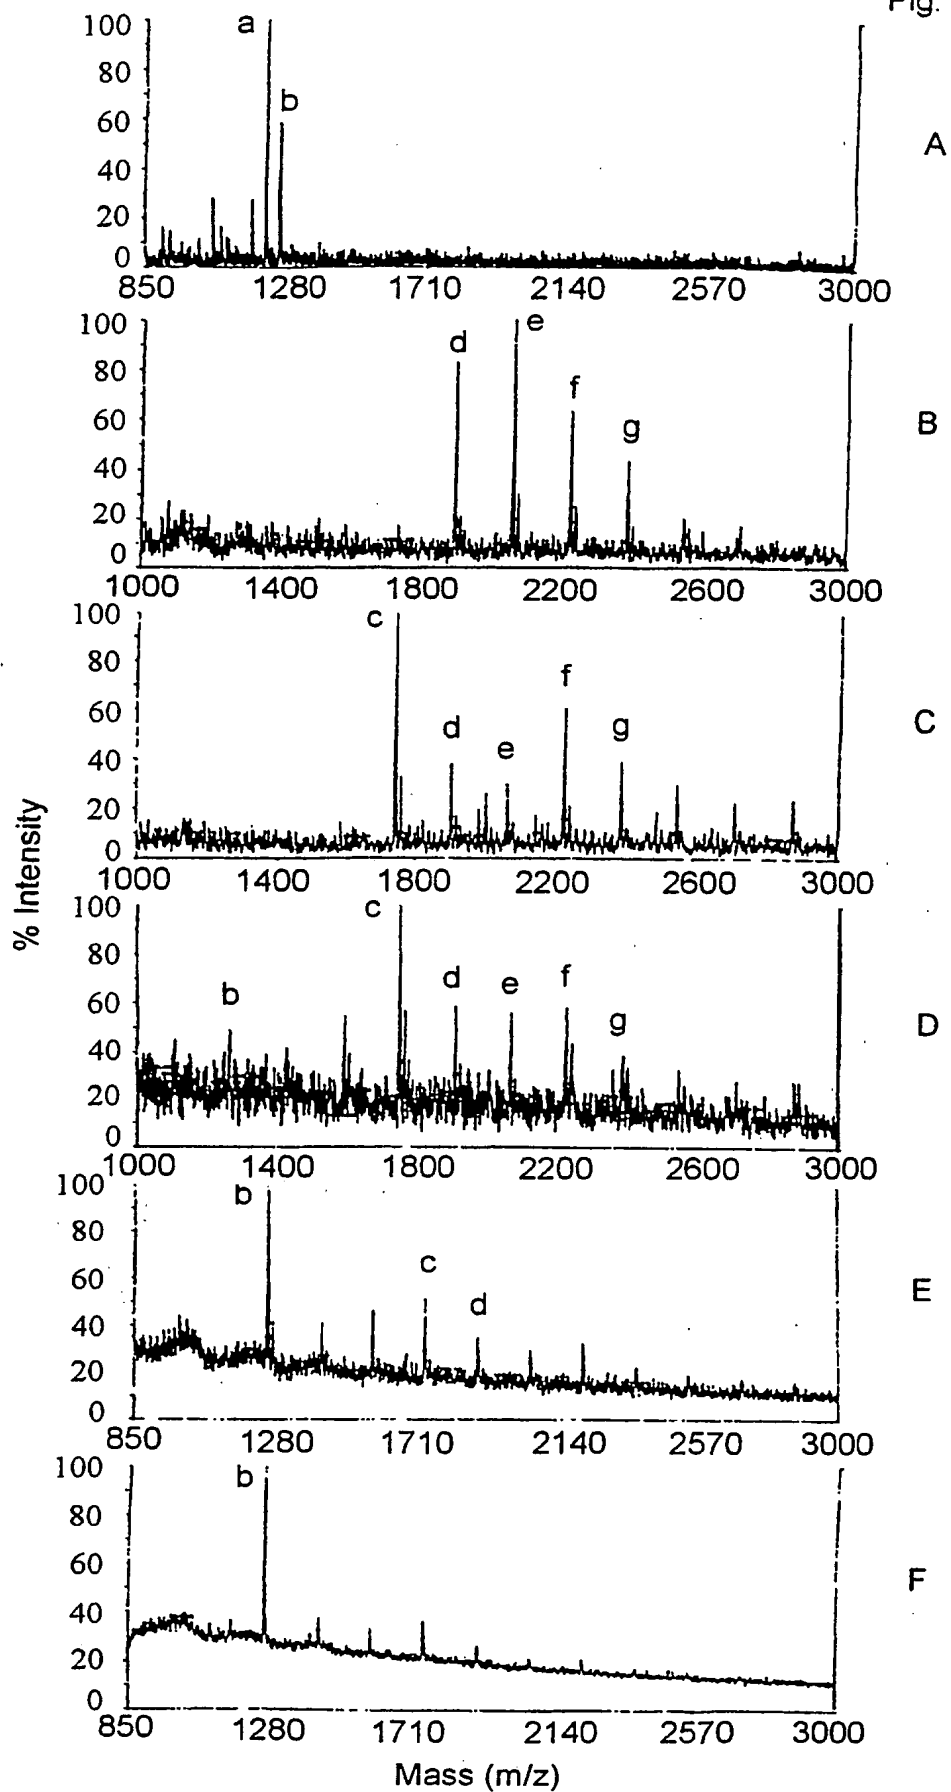 Fig.
100 a
80 b
60 A
40
20
0
850 1280 1710 2140 2570 3000
100 e
80 d
60 f B
40 g
20
0
1000 1400 1800 2200 2600 3000
100 c
80 f
60 d g C
40 e
20
0
1000 1400 1800 2200 2600 3000
100 c
80 d e f
60 b g D
40
20
0
1000 1400 1800 2200 2600 3000
100 b
80 c
60 d E
40
20
0
850 1280 1710 2140 2570 3000
100 b
80
60 F
40
20
0
850 1280 1710 2140 2570 3000
% Intensity
Mass (m/z)